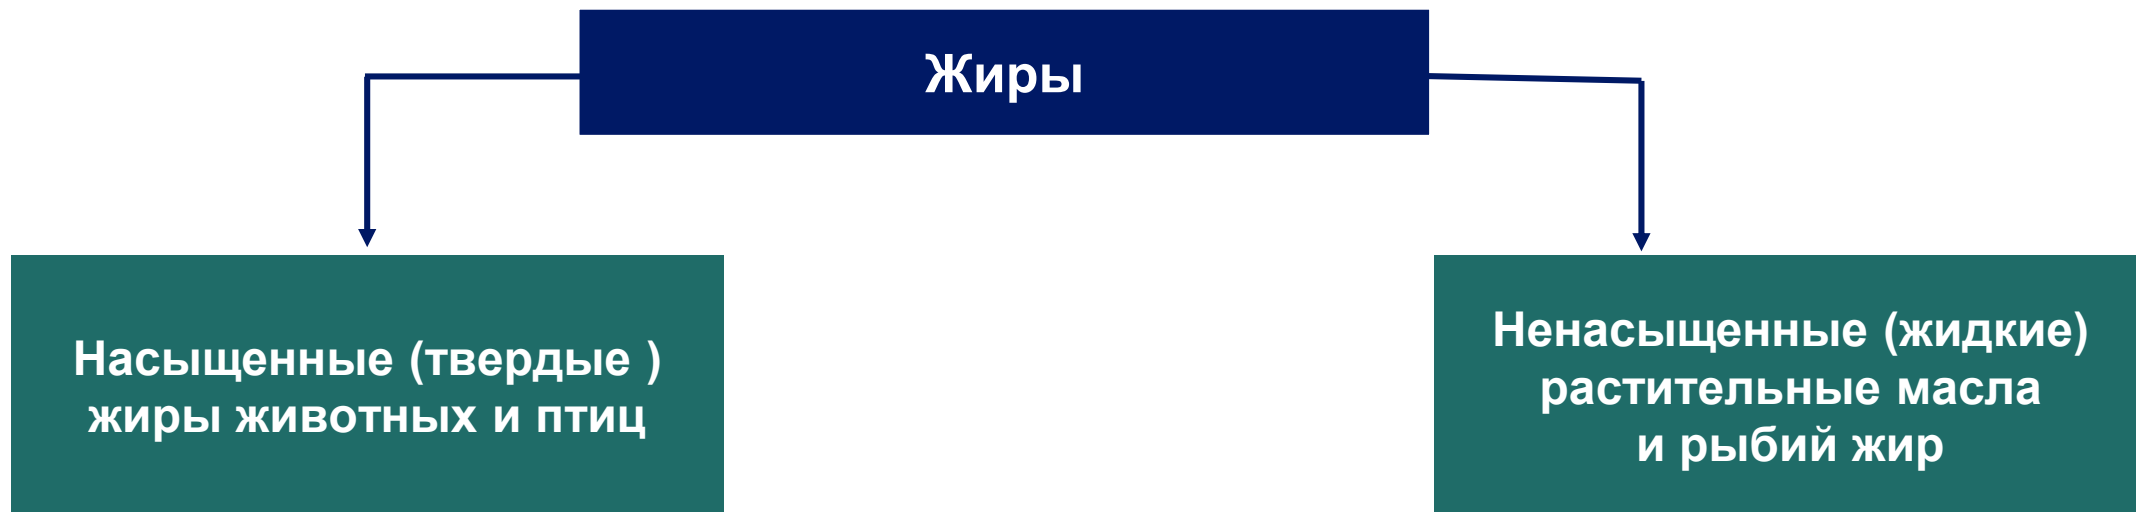 Жиры
Насыщенные (твердые )
жиры животных и птиц
Ненасыщенные (жидкие)
растительные масла
и рыбий жир